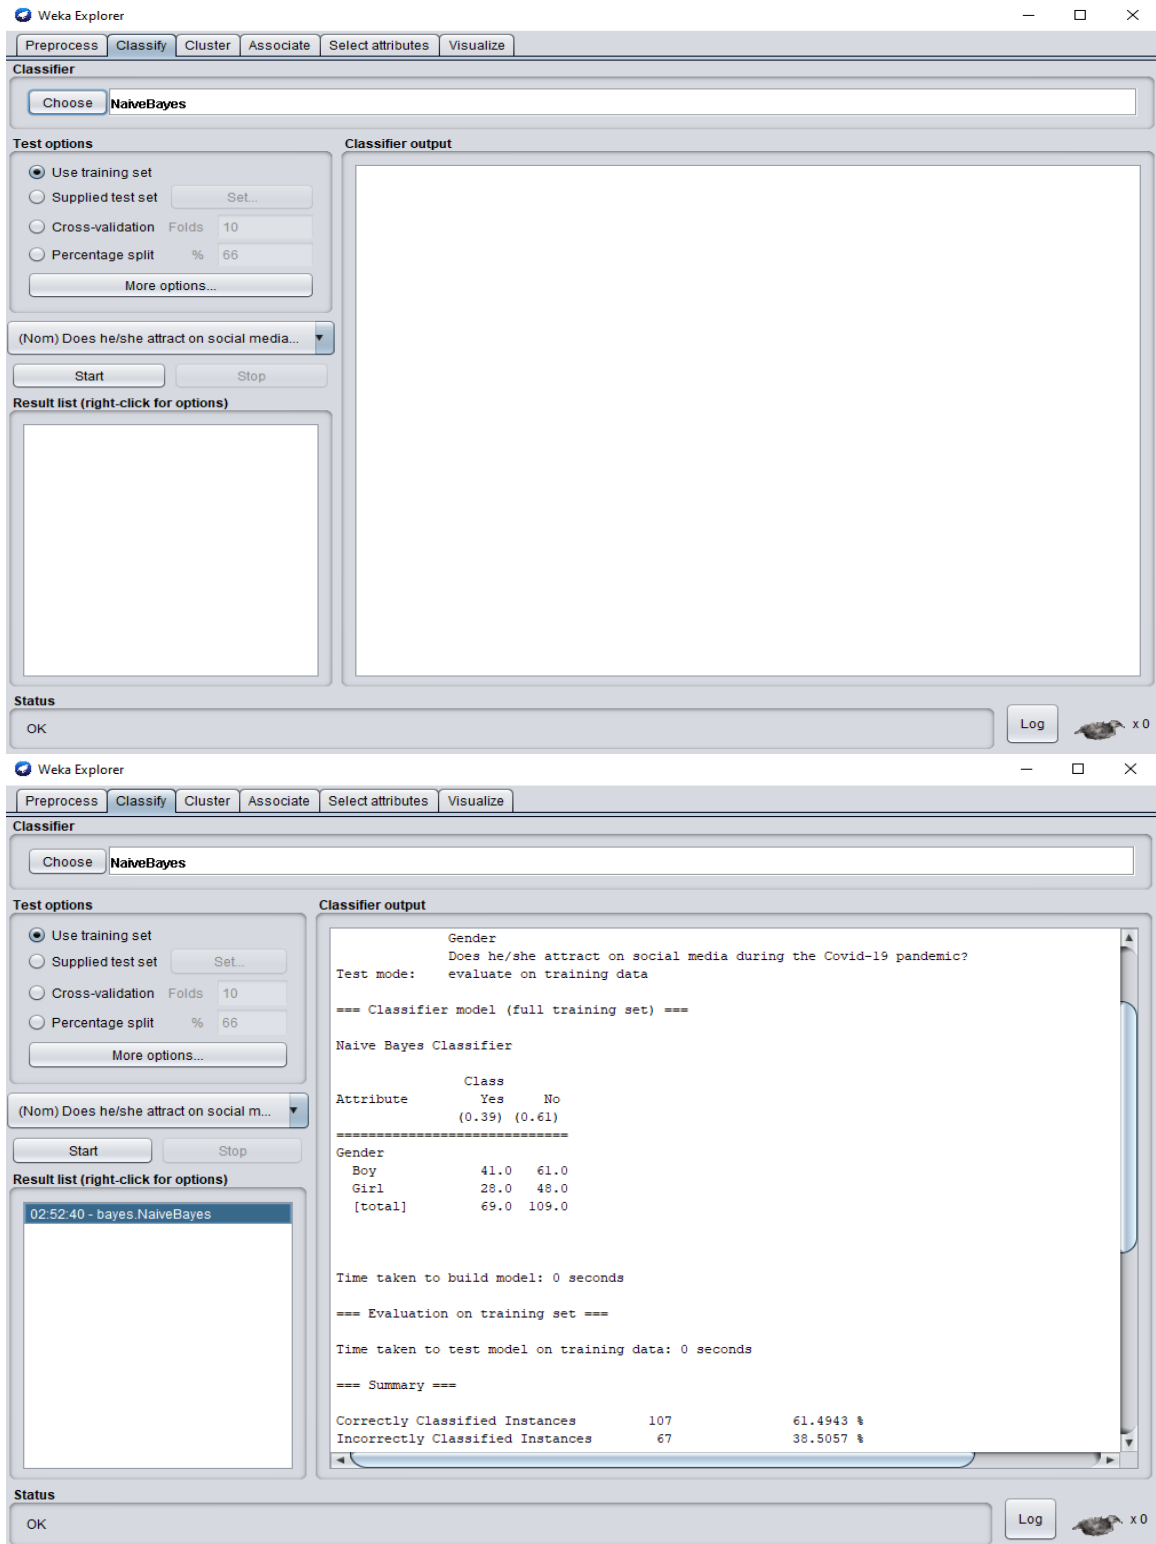 Weka Explorer
Preprocess Classify Cluster Associate Select attributes Visualize
Classifier
Choose NaiveBayes
Test options
Use training set
Supplied test set Set...
Cross-validation Folds 10
Percentage split % 66
More options...
(Nom) Does he/she attract on social media...
Start Stop
Result list (right-click for options)
Classifier output
Status
OK
Log x 0
Weka Explorer
Preprocess Classify Cluster Associate Select attributes Visualize
Classifier
Choose NaiveBayes
Test options
Use training set
Supplied test set Set...
Cross-validation Folds 10
Percentage split % 66
More options...
(Nom) Does he/she attract on social m...
Start Stop
Result list (right-click for options)
02:52:40 - bayes.NaiveBayes
Classifier output
Gender
Does he/she attract on social media during the Covid-19 pandemic?
Test mode: evaluate on training data
=== Classifier model (full training set) ===
Naive Bayes Classifier
Class
Attribute Yes No
(0.39) (0.61)
=============================
Gender
Boy 41.0 61.0
Girl 28.0 48.0
[total] 69.0 109.0
Time taken to build model: 0 seconds
=== Evaluation on training set ===
Time taken to test model on training data: 0 seconds
=== Summary ===
Correctly Classified Instances 107 61.4943 %
Incorrectly Classified Instances 67 38.5057 %
Status
OK
Log x 0